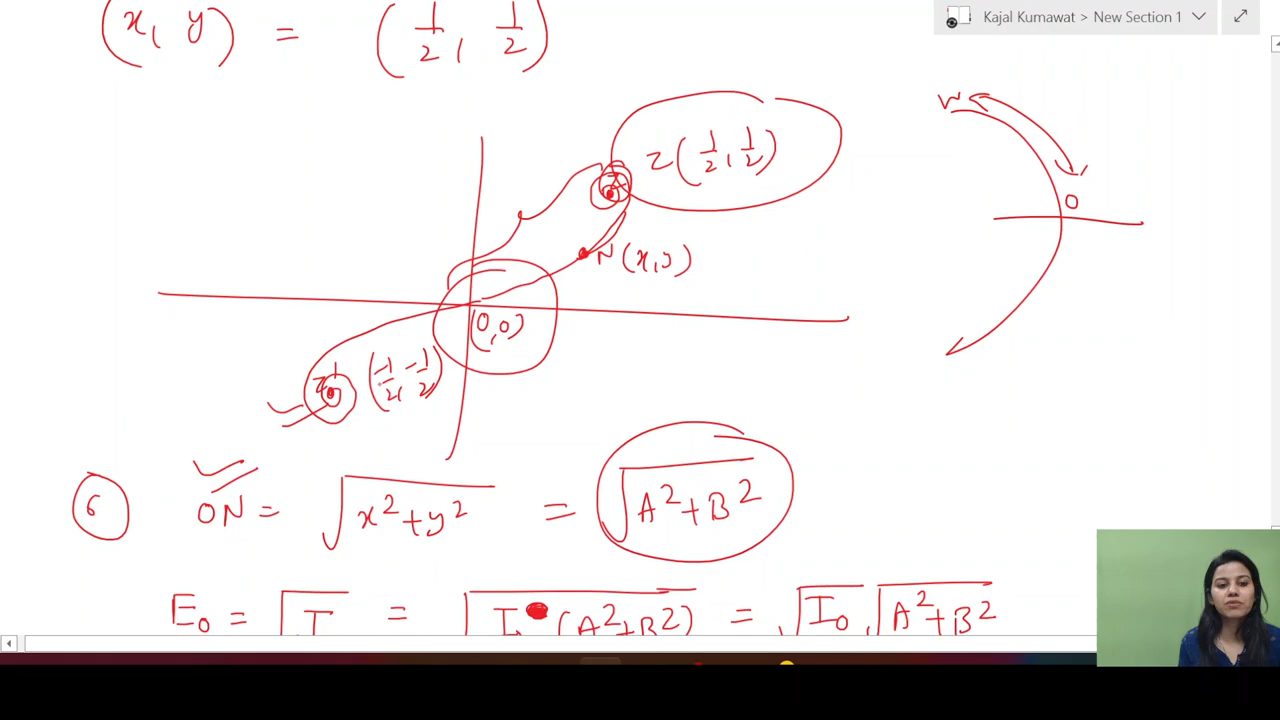 Kajal Kumawat > New Section 1
(x, y) = (1/2, 1/2)
Z (1/2, 1/2)
W
O
N (x, y)
(0, 0)
Z' (-1/2, -1/2)
6 ON = √(x²+y²) = √(A²+B²)
E₀ = √I = √(I₀ (A²+B²)) = √I₀ √(A²+B²)